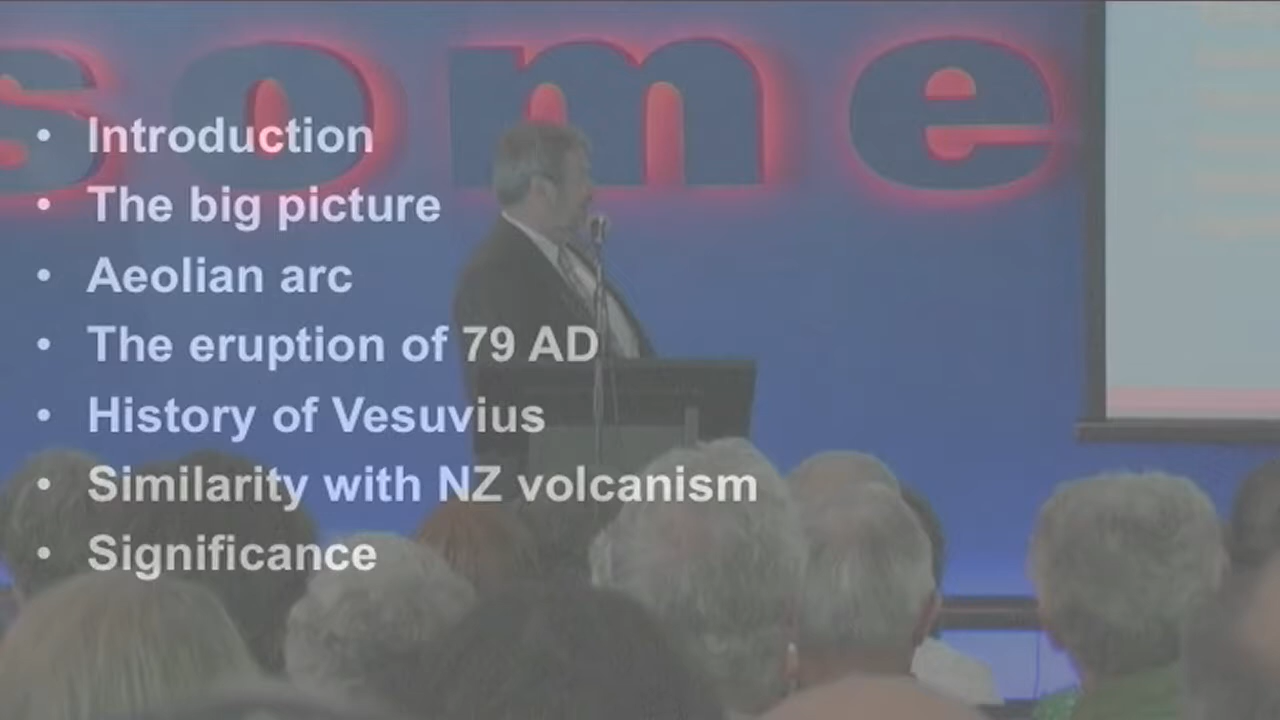 some
• Introduction
• The big picture
• Aeolian arc
• The eruption of 79 AD
• History of Vesuvius
• Similarity with NZ volcanism
• Significance